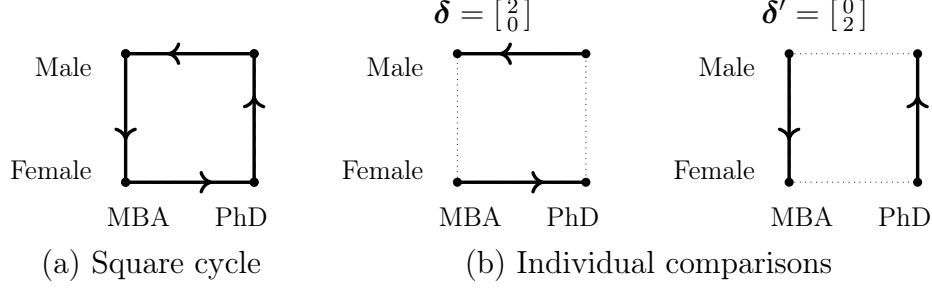 δ = [2 0]
δ′ = [0 2]
Male
Female
MBA PhD
(a) Square cycle
Male
Female
MBA PhD
Male
Female
MBA PhD
(b) Individual comparisons